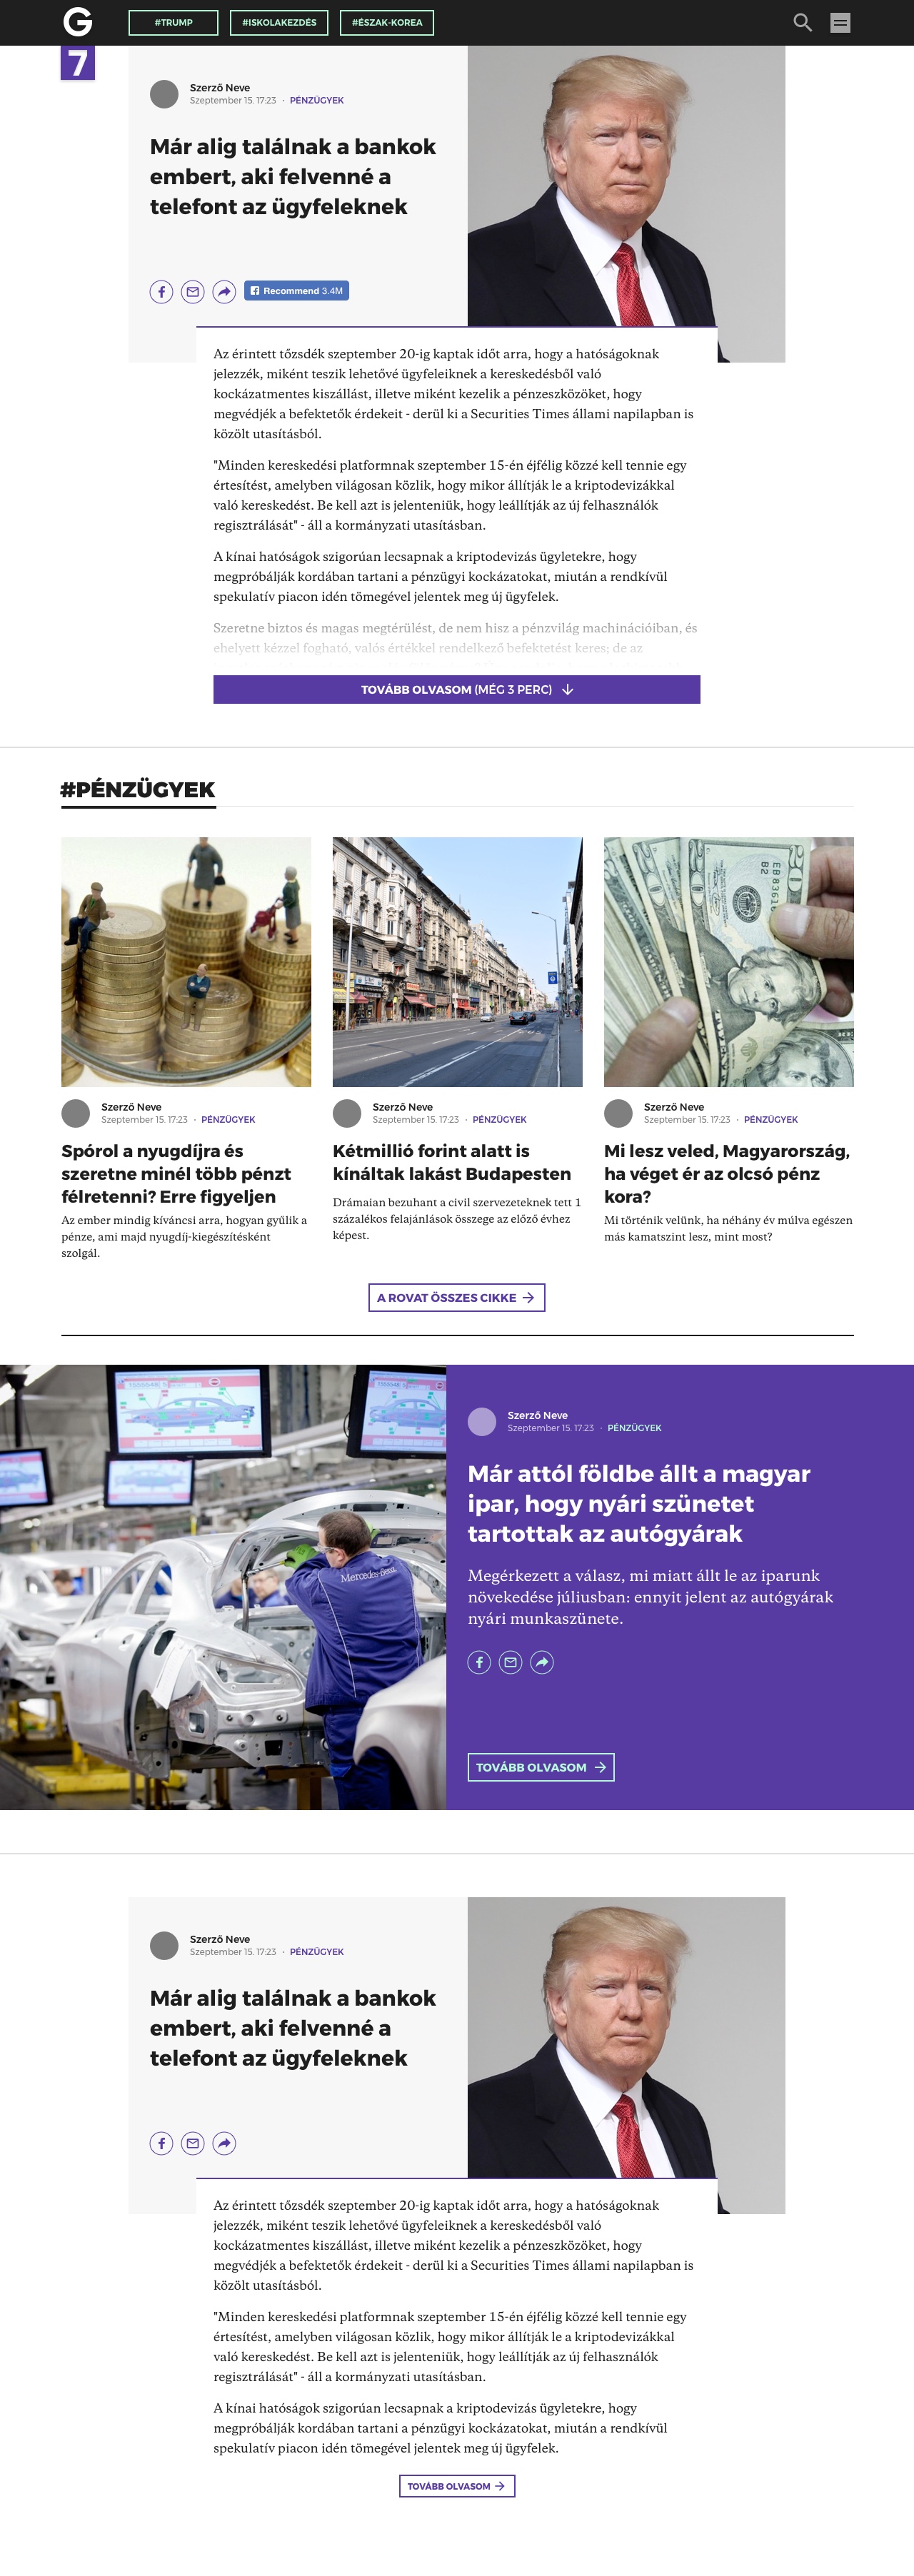 G
#TRUMP
#ISKOLAKEZDÉS
#ÉSZAK-KOREA
7
Szerző Neve
Szeptember 15. 17:23 · PÉNZÜGYEK
Már alig találnak a bankok
embert, aki felvenné a
telefont az ügyfeleknek
Recommend 3.4M
Az érintett tőzsdék szeptember 20-ig kaptak időt arra, hogy a hatóságoknak
jelezzék, miként teszik lehetővé ügyfeleiknek a kereskedésből való
kockázatmentes kiszállást, illetve miként kezelik a pénzeszközöket, hogy
megvédjék a befektetők érdekeit - derül ki a Securities Times állami napilapban is
közölt utasításból.
"Minden kereskedési platformnak szeptember 15-én éjfélig közzé kell tennie egy
értesítést, amelyben világosan közlik, hogy mikor állítják le a kriptodevizákkal
való kereskedést. Be kell azt is jelenteniük, hogy leállítják az új felhasználók
regisztrálását" - áll a kormányzati utasításban.
A kínai hatóságok szigorúan lecsapnak a kriptodevizás ügyletekre, hogy
megpróbálják kordában tartani a pénzügyi kockázatokat, miután a rendkívül
spekulatív piacon idén tömegével jelentek meg új ügyfelek.
Szeretne biztos és magas megtérülést, de nem hisz a pénzvilág machinációiban, és
ehelyett kézzel fogható, valós értékkel rendelkező befektetést keres; de az
TOVÁBB OLVASOM (MÉG 3 PERC)
#PÉNZÜGYEK
Szerző Neve
Szeptember 15. 17:23 · PÉNZÜGYEK
Spórol a nyugdíjra és
szeretne minél több pénzt
félretenni? Erre figyeljen
Az ember mindig kíváncsi arra, hogyan gyűlik a
pénze, ami majd nyugdíj-kiegészítésként
szolgál.
Szerző Neve
Szeptember 15. 17:23 · PÉNZÜGYEK
Kétmillió forint alatt is
kínáltak lakást Budapesten
Drámaian bezuhant a civil szervezeteknek tett 1
százalékos felajánlások összege az előző évhez
képest.
Szerző Neve
Szeptember 15. 17:23 · PÉNZÜGYEK
Mi lesz veled, Magyarország,
ha véget ér az olcsó pénz
kora?
Mi történik velünk, ha néhány év múlva egészen
más kamatszint lesz, mint most?
A ROVAT ÖSSZES CIKKE
Mercedes-Benz
Szerző Neve
Szeptember 15. 17:23 · PÉNZÜGYEK
Már attól földbe állt a magyar
ipar, hogy nyári szünetet
tartottak az autógyárak
Megérkezett a válasz, mi miatt állt le az iparunk
növekedése júliusban: ennyit jelent az autógyárak
nyári munkaszünete.
TOVÁBB OLVASOM
Szerző Neve
Szeptember 15. 17:23 · PÉNZÜGYEK
Már alig találnak a bankok
embert, aki felvenné a
telefont az ügyfeleknek
Az érintett tőzsdék szeptember 20-ig kaptak időt arra, hogy a hatóságoknak
jelezzék, miként teszik lehetővé ügyfeleiknek a kereskedésből való
kockázatmentes kiszállást, illetve miként kezelik a pénzeszközöket, hogy
megvédjék a befektetők érdekeit - derül ki a Securities Times állami napilapban is
közölt utasításból.
"Minden kereskedési platformnak szeptember 15-én éjfélig közzé kell tennie egy
értesítést, amelyben világosan közlik, hogy mikor állítják le a kriptodevizákkal
való kereskedést. Be kell azt is jelenteniük, hogy leállítják az új felhasználók
regisztrálását" - áll a kormányzati utasításban.
A kínai hatóságok szigorúan lecsapnak a kriptodevizás ügyletekre, hogy
megpróbálják kordában tartani a pénzügyi kockázatokat, miután a rendkívül
spekulatív piacon idén tömegével jelentek meg új ügyfelek.
TOVÁBB OLVASOM